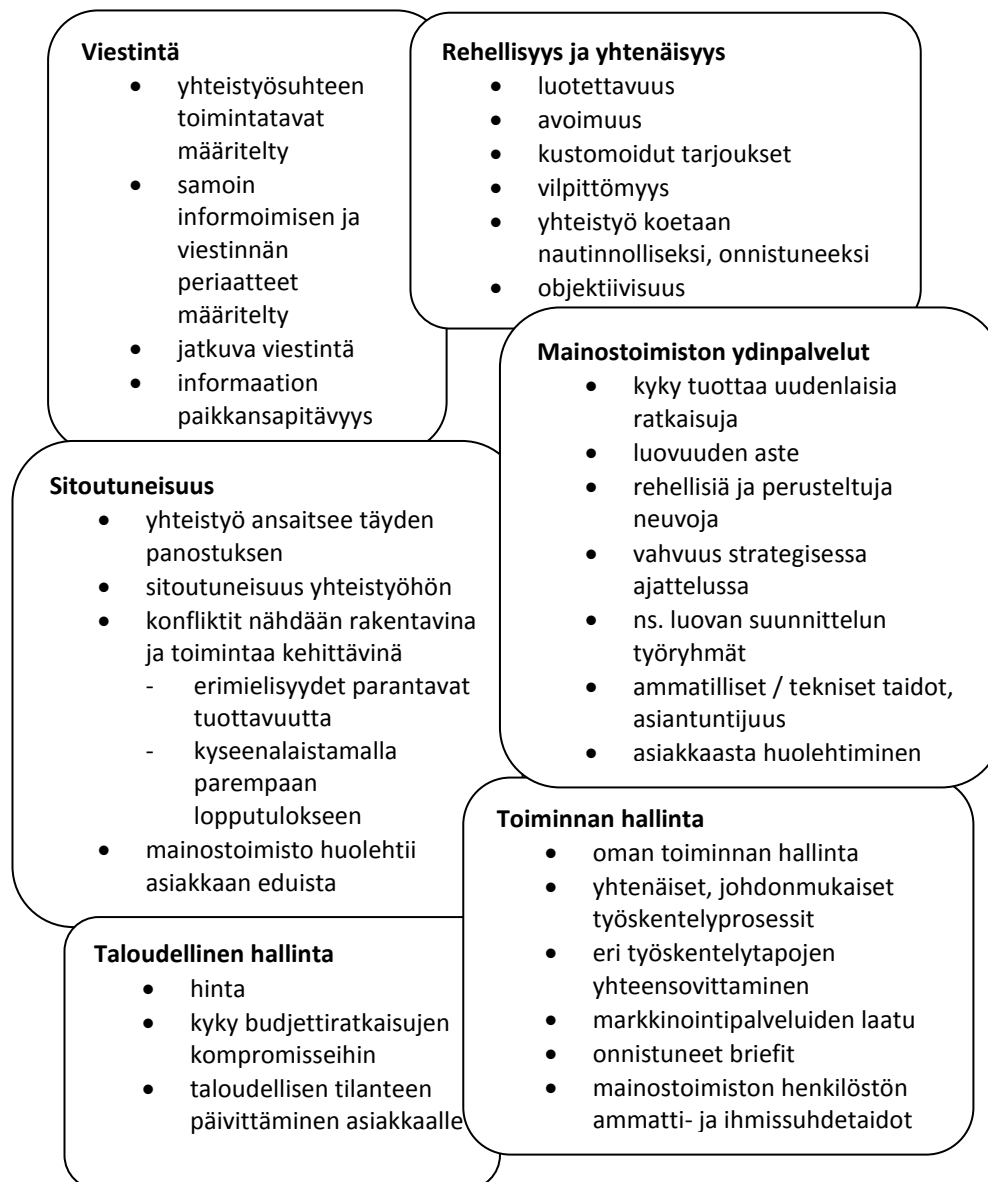 Viestintä
• yhteistyösuhteen
toimintatavat
määritelty
• samoin
informoimisen ja
viestinnän
periaatteet
määritelty
• jatkuva viestintä
• informaation
paikkansapitävyys
Rehellisyys ja yhtenäisyys
• luotettavuus
• avoimuus
• kustomoidut tarjoukset
• vilpittömyys
• yhteistyö koetaan
nautinnolliseksi, onnistuneeksi
• objektiivisuus
Mainostoimiston ydinpalvelut
• kyky tuottaa uudenlaisia
ratkaisuja
• luovuuden aste
• rehellisiä ja perusteltuja
neuvoja
• vahvuus strategisessa
ajattelussa
• ns. luovan suunnittelun
työryhmät
• ammatilliset / tekniset taidot,
asiantuntijuus
• asiakkaasta huolehtiminen
Sitoutuneisuus
• yhteistyö ansaitsee täyden
panostuksen
• sitoutuneisuus yhteistyöhön
• konfliktit nähdään rakentavina
ja toimintaa kehittävinä
- erimielisyydet parantavat
tuottavuutta
- kyseenalaistamalla
parempaan
lopputulokseen
• mainostoimisto huolehtii
asiakkaan eduista
Toiminnan hallinta
• oman toiminnan hallinta
• yhtenäiset, johdonmukaiset
työskentelyprosessit
• eri työskentelytapojen
yhteensovittaminen
• markkinointipalveluiden laatu
• onnistuneet briefit
• mainostoimiston henkilöstön
ammatti- ja ihmissuhdetaidot
Taloudellinen hallinta
• hinta
• kyky budjettiratkaisujen
kompromisseihin
• taloudellisen tilanteen
päivittäminen asiakkaalle